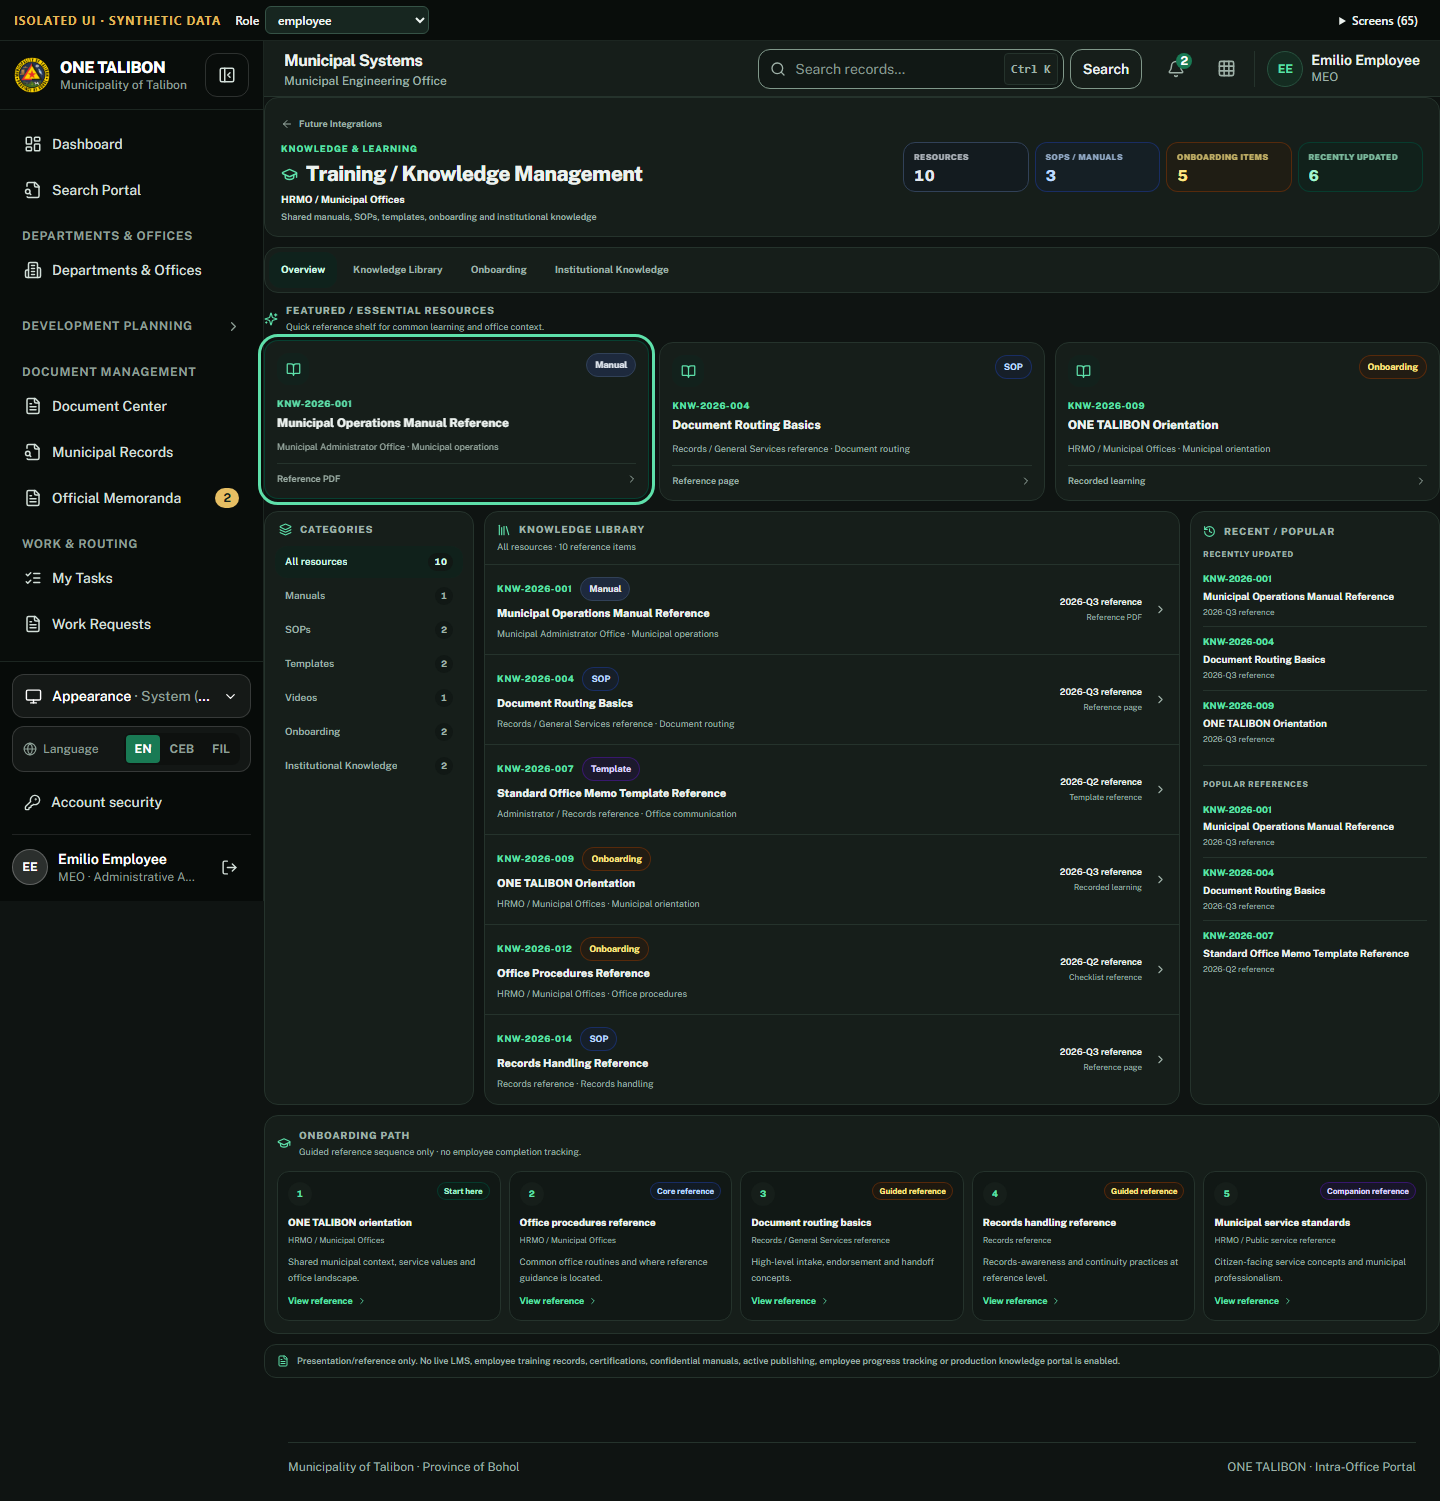 ISOLATED UI · SYNTHETIC DATA
Role
employee
Screens (65)
ONE TALIBON
Municipality of Talibon
Municipal Systems
Municipal Engineering Office
Search records...
Ctrl K
Search
2
EE
Emilio Employee
MEO
Dashboard
Search Portal
DEPARTMENTS & OFFICES
Departments & Offices
DEVELOPMENT PLANNING
DOCUMENT MANAGEMENT
Document Center
Municipal Records
Official Memoranda
2
WORK & ROUTING
My Tasks
Work Requests
Appearance · System (...
Language
EN
CEB
FIL
Account security
EE
Emilio Employee
MEO · Administrative A...
Future Integrations
KNOWLEDGE & LEARNING
Training / Knowledge Management
HRMO / Municipal Offices
Shared manuals, SOPs, templates, onboarding and institutional knowledge
RESOURCES
10
SOPS / MANUALS
3
ONBOARDING ITEMS
5
RECENTLY UPDATED
6
Overview
Knowledge Library
Onboarding
Institutional Knowledge
FEATURED / ESSENTIAL RESOURCES
Quick reference shelf for common learning and office context.
Manual
KNW-2026-001
Municipal Operations Manual Reference
Municipal Administrator Office · Municipal operations
Reference PDF
SOP
KNW-2026-004
Document Routing Basics
Records / General Services reference · Document routing
Reference page
Onboarding
KNW-2026-009
ONE TALIBON Orientation
HRMO / Municipal Offices · Municipal orientation
Recorded learning
CATEGORIES
All resources
10
Manuals
1
SOPs
2
Templates
2
Videos
1
Onboarding
2
Institutional Knowledge
2
KNOWLEDGE LIBRARY
All resources · 10 reference items
KNW-2026-001
Manual
Municipal Operations Manual Reference
Municipal Administrator Office · Municipal operations
2026-Q3 reference
Reference PDF
KNW-2026-004
SOP
Document Routing Basics
Records / General Services reference · Document routing
2026-Q3 reference
Reference page
KNW-2026-007
Template
Standard Office Memo Template Reference
Administrator / Records reference · Office communication
2026-Q2 reference
Template reference
KNW-2026-009
Onboarding
ONE TALIBON Orientation
HRMO / Municipal Offices · Municipal orientation
2026-Q3 reference
Recorded learning
KNW-2026-012
Onboarding
Office Procedures Reference
HRMO / Municipal Offices · Office procedures
2026-Q2 reference
Checklist reference
KNW-2026-014
SOP
Records Handling Reference
Records reference · Records handling
2026-Q3 reference
Reference page
RECENT / POPULAR
RECENTLY UPDATED
KNW-2026-001
Municipal Operations Manual Reference
2026-Q3 reference
KNW-2026-004
Document Routing Basics
2026-Q3 reference
KNW-2026-009
ONE TALIBON Orientation
2026-Q3 reference
POPULAR REFERENCES
KNW-2026-001
Municipal Operations Manual Reference
2026-Q3 reference
KNW-2026-004
Document Routing Basics
2026-Q3 reference
KNW-2026-007
Standard Office Memo Template Reference
2026-Q2 reference
ONBOARDING PATH
Guided reference sequence only · no employee completion tracking.
1
Start here
ONE TALIBON orientation
HRMO / Municipal Offices
Shared municipal context, service values and
office landscape.
View reference
2
Core reference
Office procedures reference
HRMO / Municipal Offices
Common office routines and where reference
guidance is located.
View reference
3
Guided reference
Document routing basics
Records / General Services reference
High-level intake, endorsement and handoff
concepts.
View reference
4
Guided reference
Records handling reference
Records reference
Records-awareness and continuity practices at
reference level.
View reference
5
Companion reference
Municipal service standards
HRMO / Public service reference
Citizen-facing service concepts and municipal
professionalism.
View reference
Presentation/reference only. No live LMS, employee training records, certifications, confidential manuals, active publishing, employee progress tracking or production knowledge portal is enabled.
Municipality of Talibon · Province of Bohol
ONE TALIBON · Intra-Office Portal